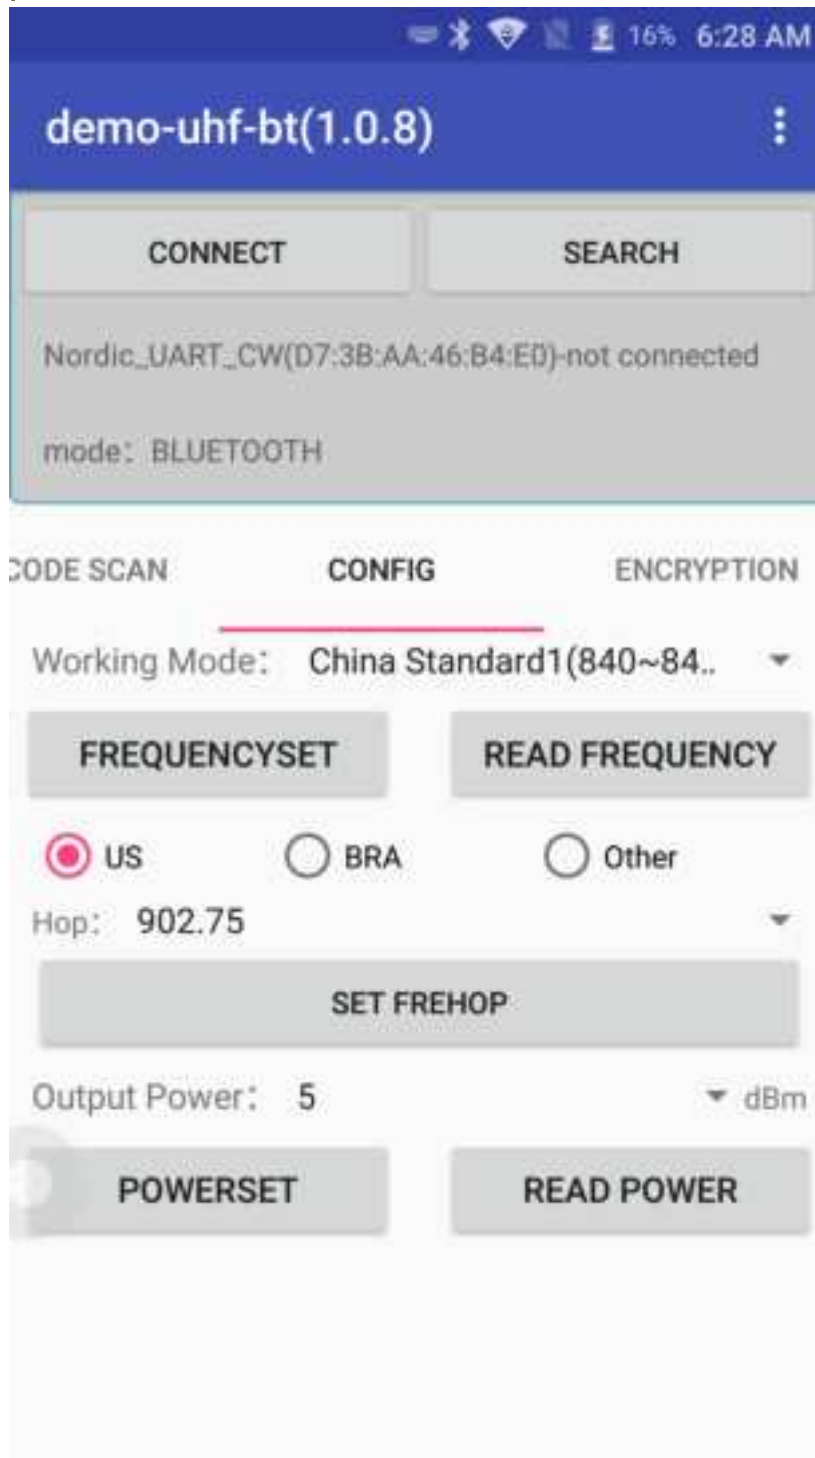 16% 6:28 AM
demo-uhf-bt(1.0.8)
CONNECT SEARCH
Nordic_UART_CW(D7:3B:AA:46:B4:E0)-not connected
mode: BLUETOOTH
CODE SCAN CONFIG ENCRYPTION
Working Mode: China Standard1(840~84..
FREQUENCYSET READ FREQUENCY
US BRA Other
Hop: 902.75
SET FREHOP
Output Power: 5 dBm
POWERSET READ POWER